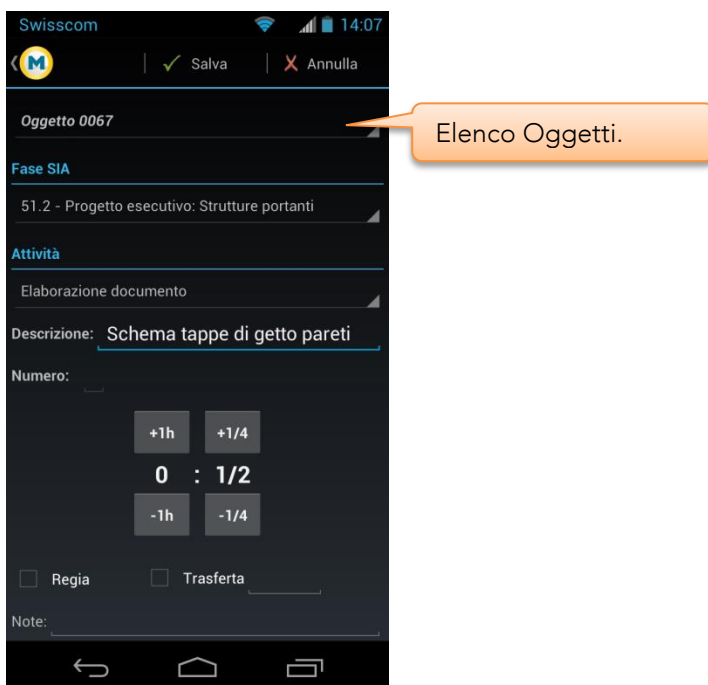 Swisscom 14:07
M Salva Annulla
Oggetto 0067
Elenco Oggetti.
Fase SIA
51.2 - Progetto esecutivo: Strutture portanti
Attività
Elaborazione documento
Descrizione: Schema tappe di getto pareti
Numero:
+1h +1/4
0 : 1/2
-1h -1/4
Regia Trasferta
Note: